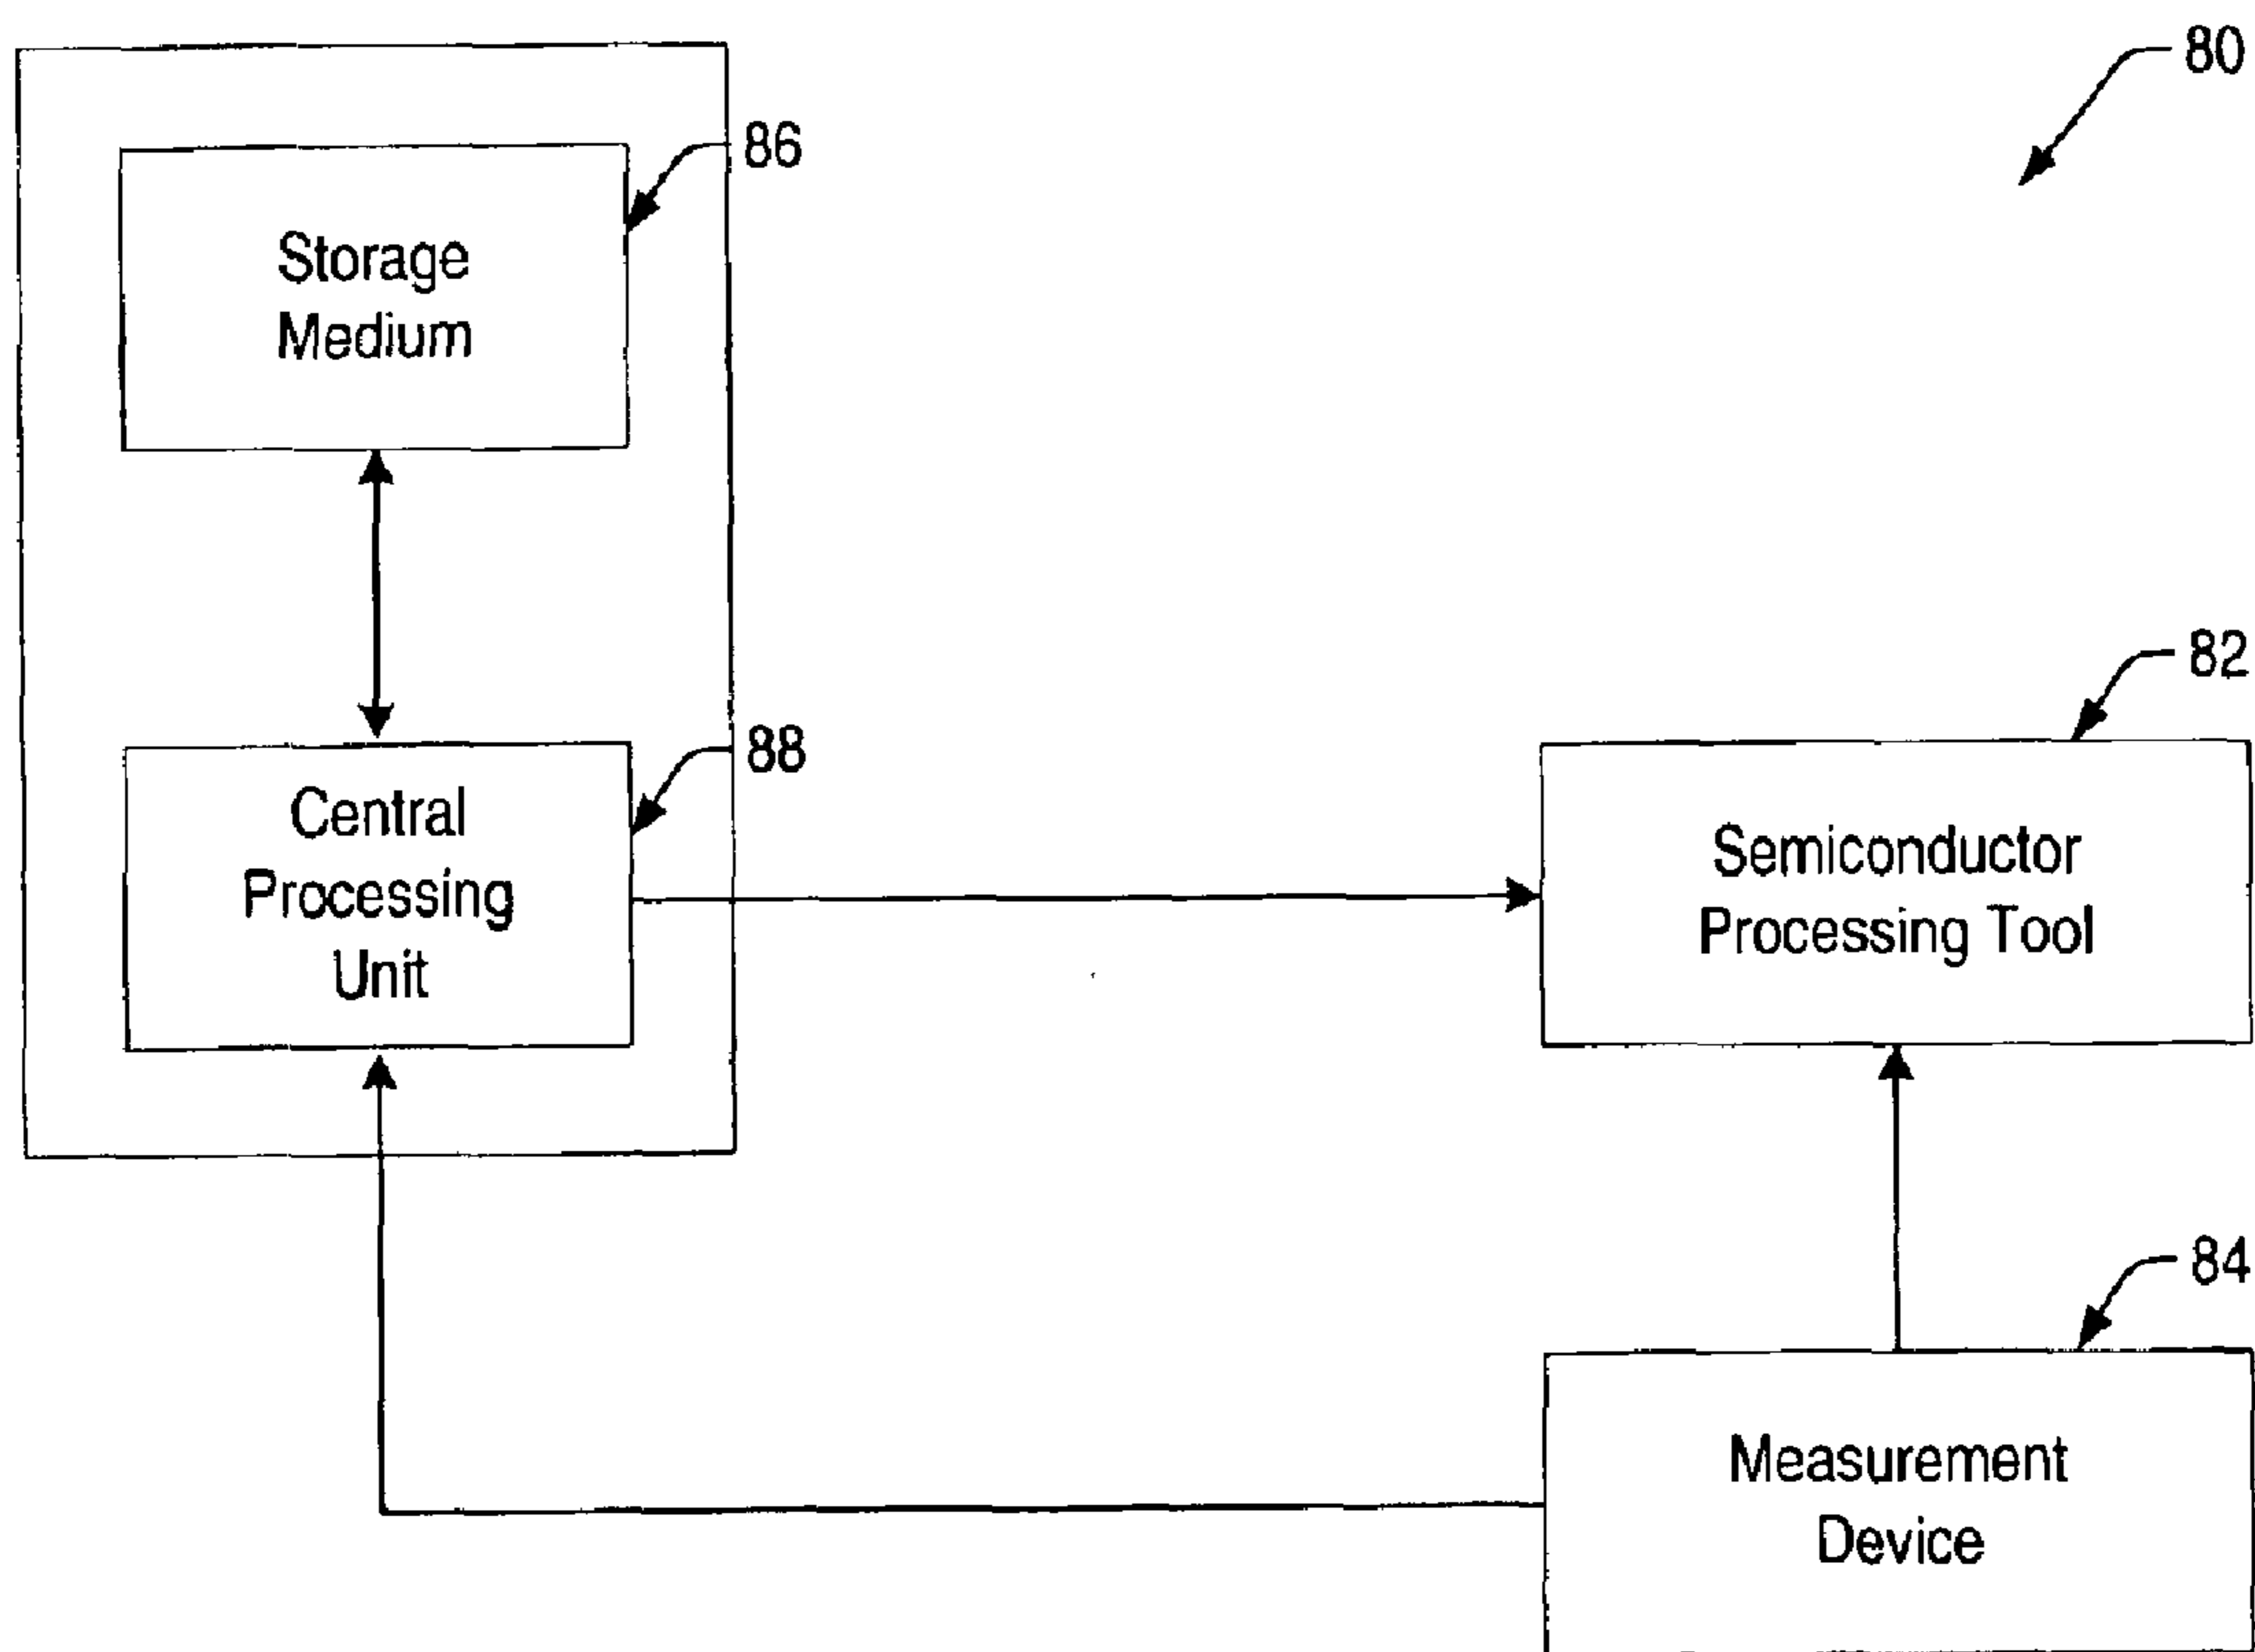 80
86
Storage
Medium
82
88
Central
Processing
Unit
Semiconductor
Processing Tool
84
Measurement
Device